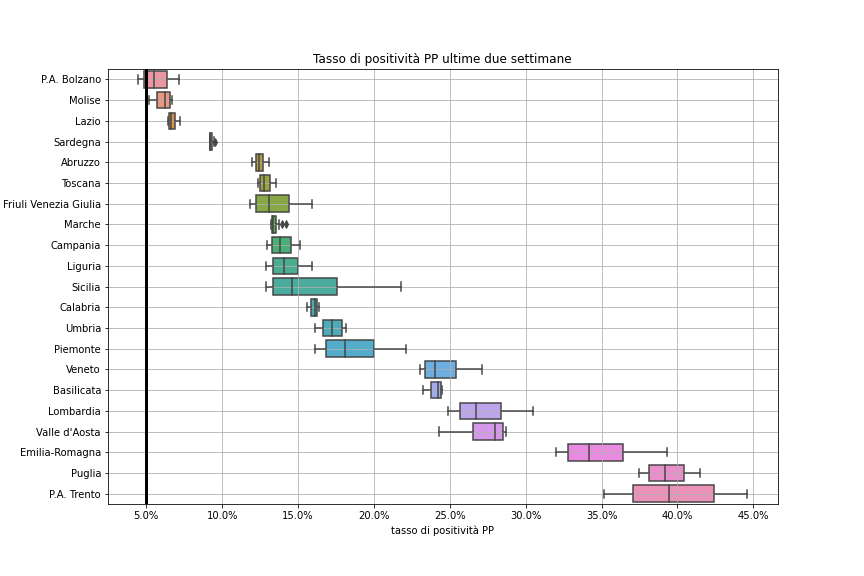 Tasso di positività PP ultime due settimane
P.A. Bolzano
Molise
Lazio
Sardegna
Abruzzo
Toscana
Friuli Venezia Giulia
Marche
Campania
Liguria
Sicilia
Calabria
Umbria
Piemonte
Veneto
Basilicata
Lombardia
Valle d'Aosta
Emilia-Romagna
Puglia
P.A. Trento
5.0% 10.0% 15.0% 20.0% 25.0% 30.0% 35.0% 40.0% 45.0%
tasso di positività PP